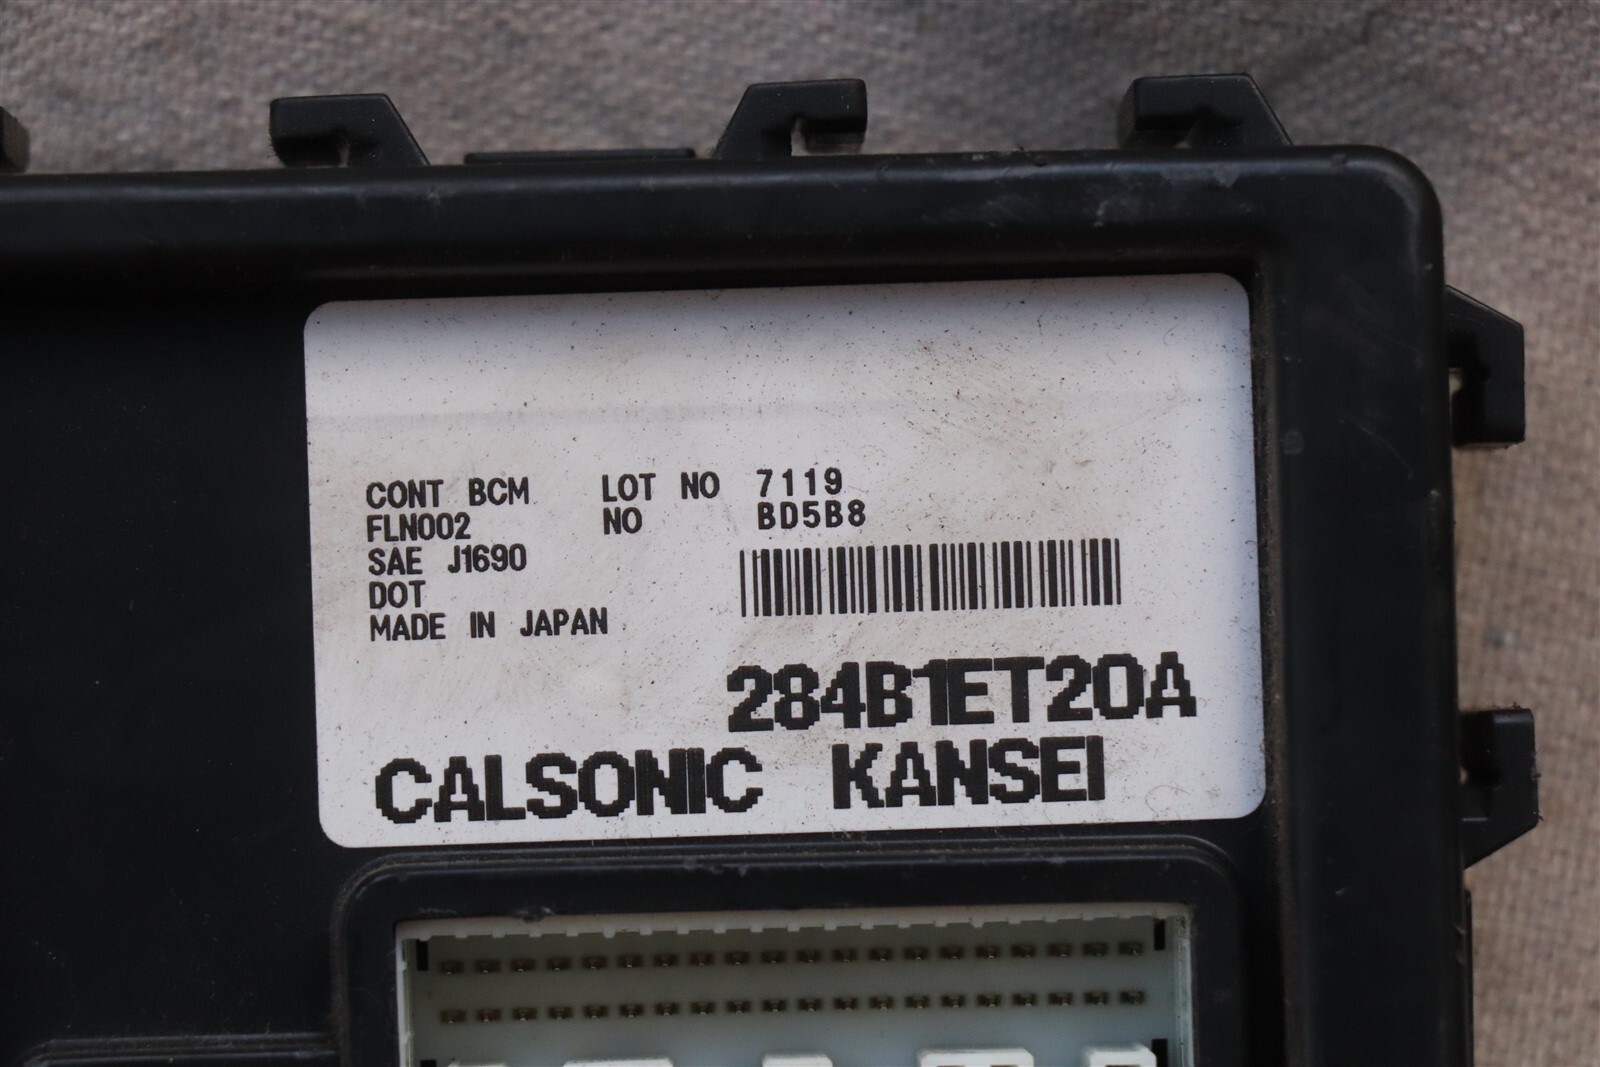 CONT BCM LOT NO 7119
FLN002 NO BD5B8
SAE J1690
DOT
MADE IN JAPAN
284B1ET20A
CALSONIC KANSEI